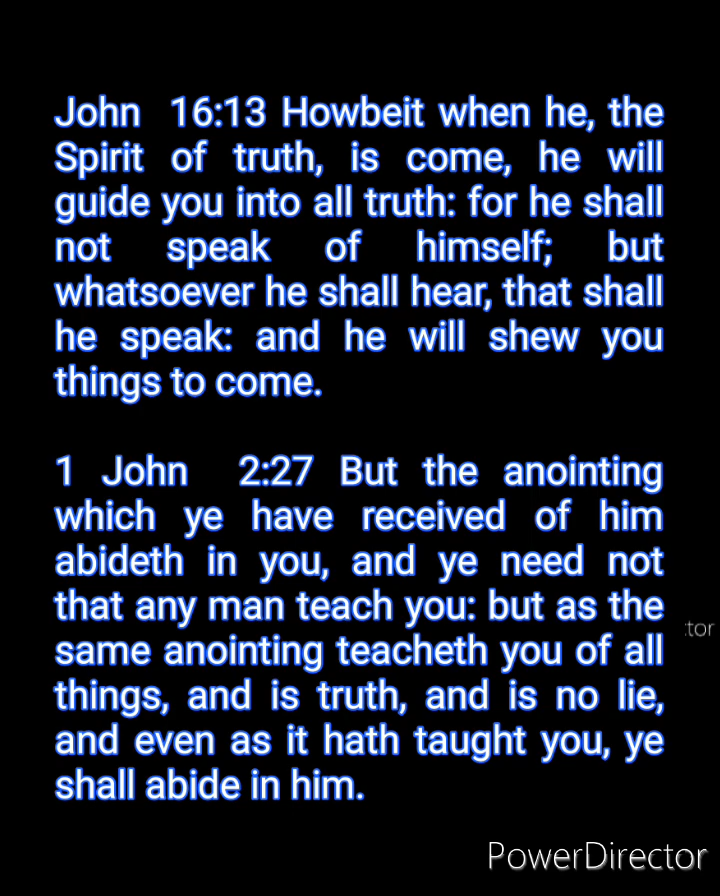 John 16:13 Howbeit when he, the
Spirit of truth, is come, he will
guide you into all truth: for he shall
not speak of himself; but
whatsoever he shall hear, that shall
he speak: and he will shew you
things to come.
1 John 2:27 But the anointing
which ye have received of him
abideth in you, and ye need not
that any man teach you: but as the
same anointing teacheth you of all
things, and is truth, and is no lie,
and even as it hath taught you, ye
shall abide in him.
tor
PowerDirector